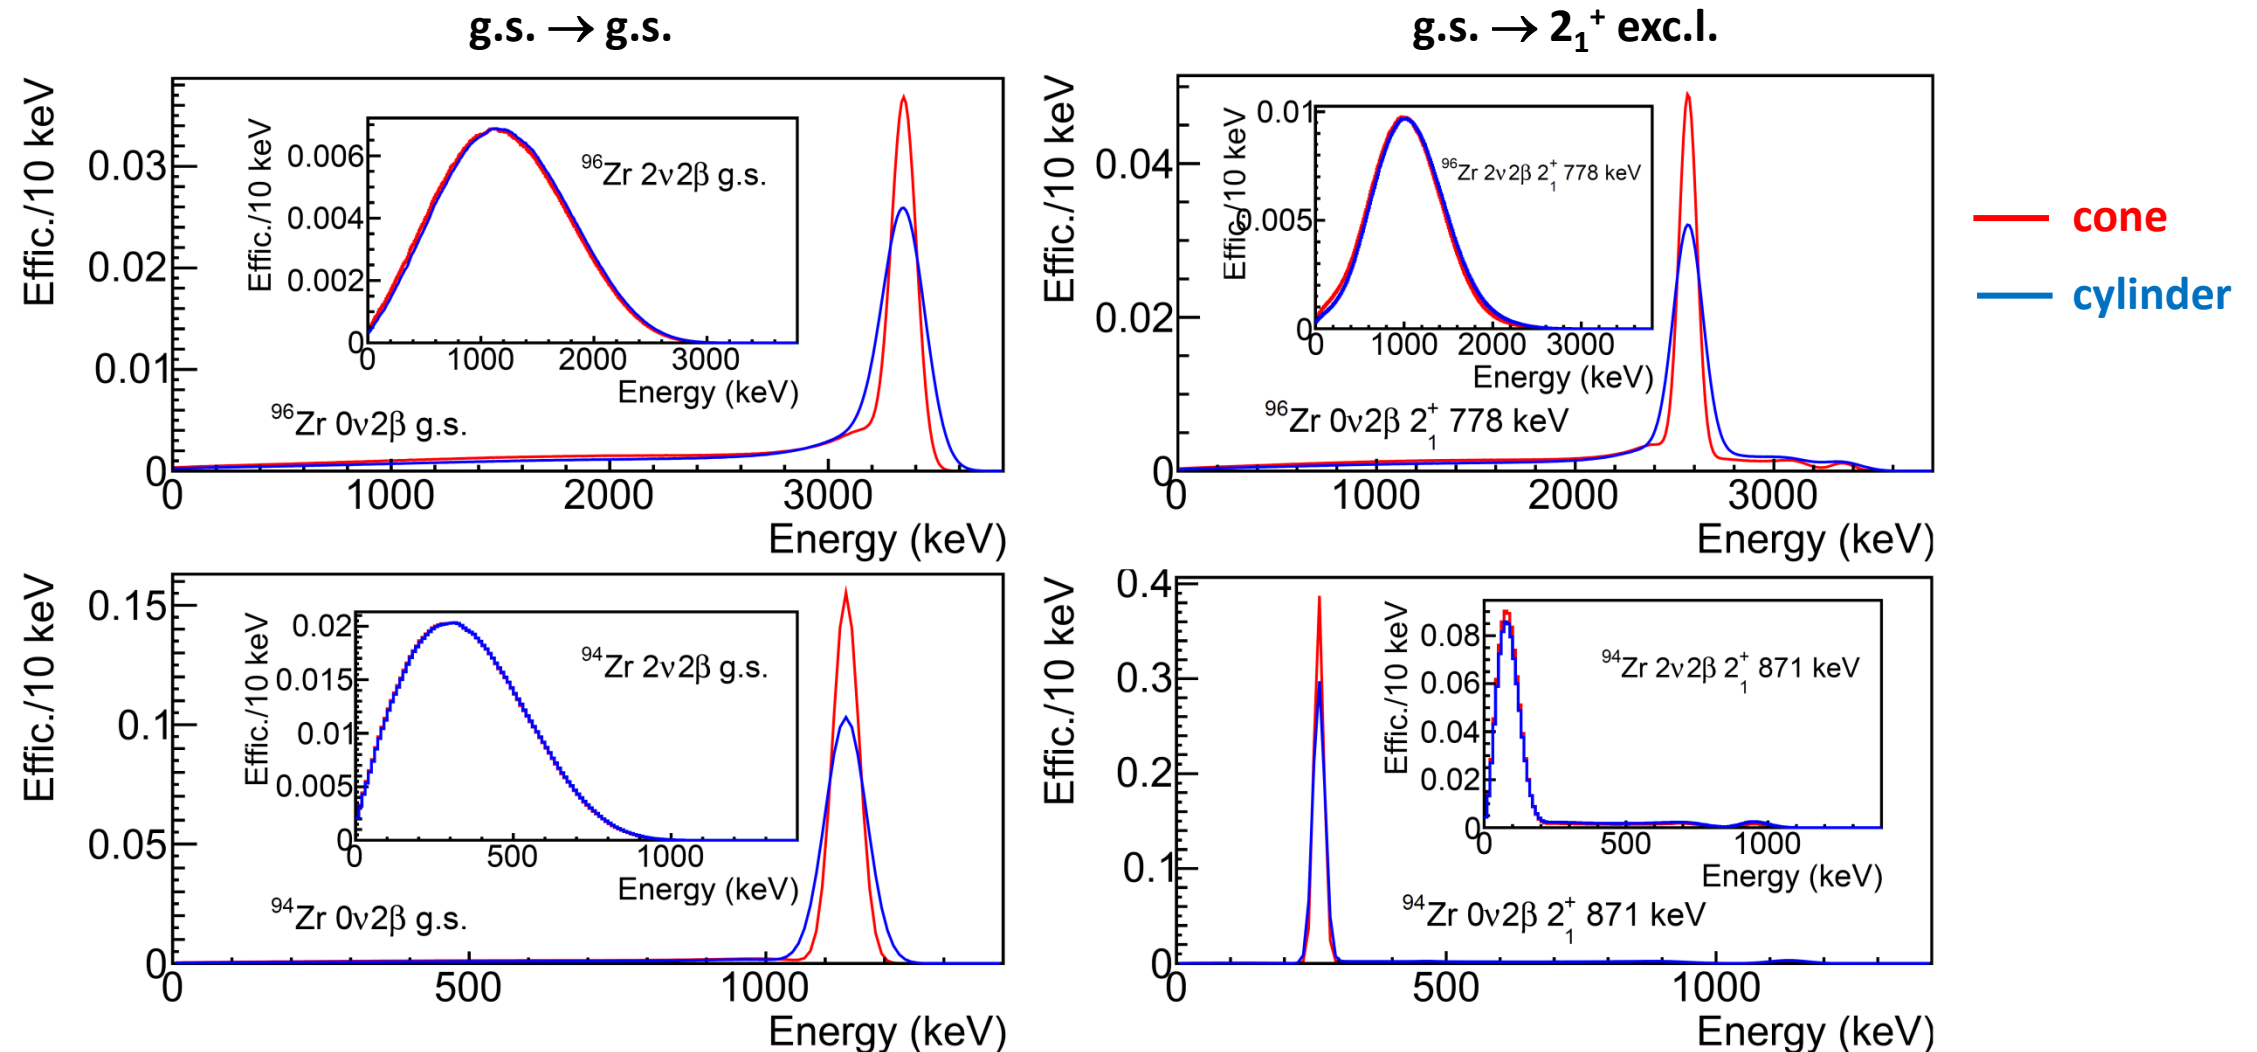 g.s. → g.s.
g.s. → 2₁⁺ exc.l.
Effic./10 keV
0.03
0.02
0.01
0
0
1000
2000
3000
Energy (keV)
⁹⁶Zr 0ν2β g.s.
Effic./10 keV
0.006
0.004
0.002
0
0
1000
2000
3000
Energy (keV)
⁹⁶Zr 2ν2β g.s.
Effic./10 keV
0.04
0.02
0
0
1000
2000
3000
Energy (keV)
⁹⁶Zr 0ν2β 2₁⁺ 778 keV
Effic./10 keV
0.01
0.005
0
0
1000
2000
3000
Energy (keV)
⁹⁶Zr 2ν2β 2₁⁺ 778 keV
cone
cylinder
Effic./10 keV
0.15
0.1
0.05
0
0
500
1000
Energy (keV)
⁹⁴Zr 0ν2β g.s.
Effic./10 keV
0.02
0.015
0.01
0.005
0
0
500
1000
Energy (keV)
⁹⁴Zr 2ν2β g.s.
Effic./10 keV
0.4
0.3
0.2
0.1
0
0
500
1000
Energy (keV)
⁹⁴Zr 0ν2β 2₁⁺ 871 keV
Effic./10 keV
0.08
0.06
0.04
0.02
0
0
500
1000
Energy (keV)
⁹⁴Zr 2ν2β 2₁⁺ 871 keV